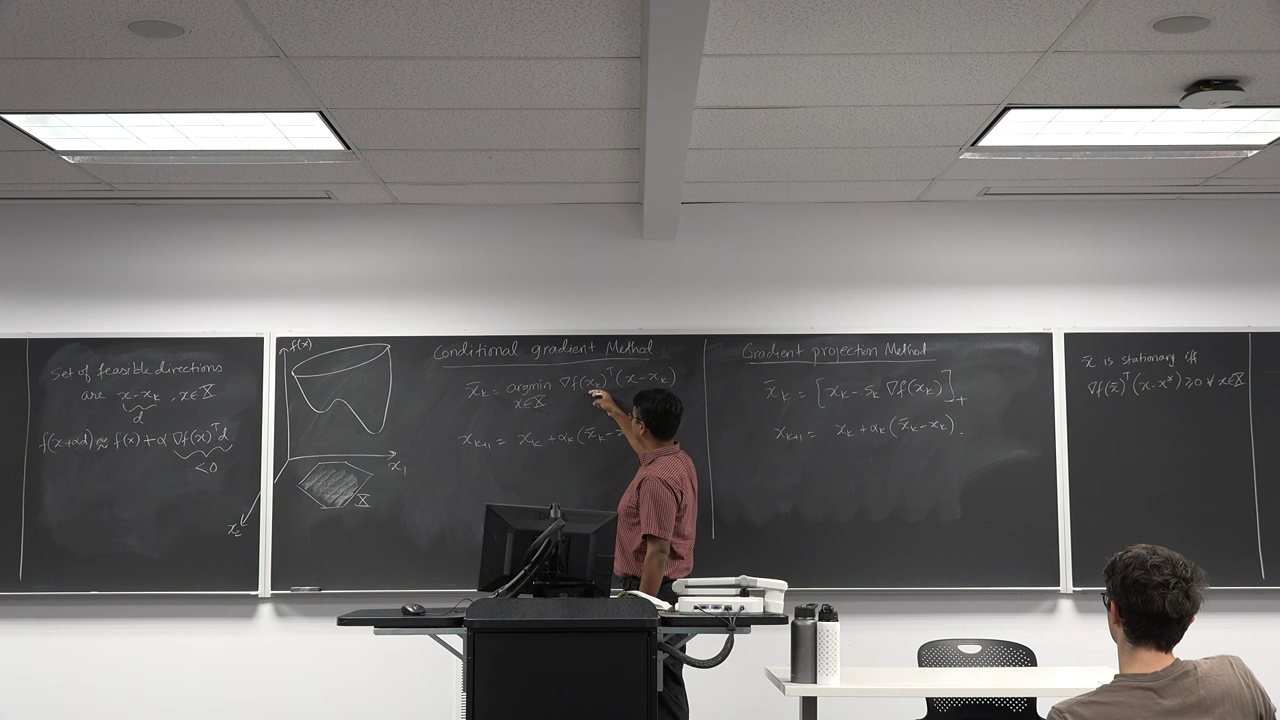 Set of feasible directions
are x-x_k, x∈X
d
f(x+αd) ≈ f(x) + α ∇f(x)^T d
<0
f(x)
x_1
x_2
X
Conditional gradient Method
x̄_k = argmin ∇f(x_k)^T (x-x_k)
x∈X
x_{k+1} = x_k + α_k (x̄_k -
Gradient projection Method
x̄_k = [x_k - s_k ∇f(x_k)]_+
x_{k+1} = x_k + α_k (x̄_k - x_k).
x̄ is stationary iff
∇f(x̄)^T (x-x*) ≥ 0 ∀ x∈X